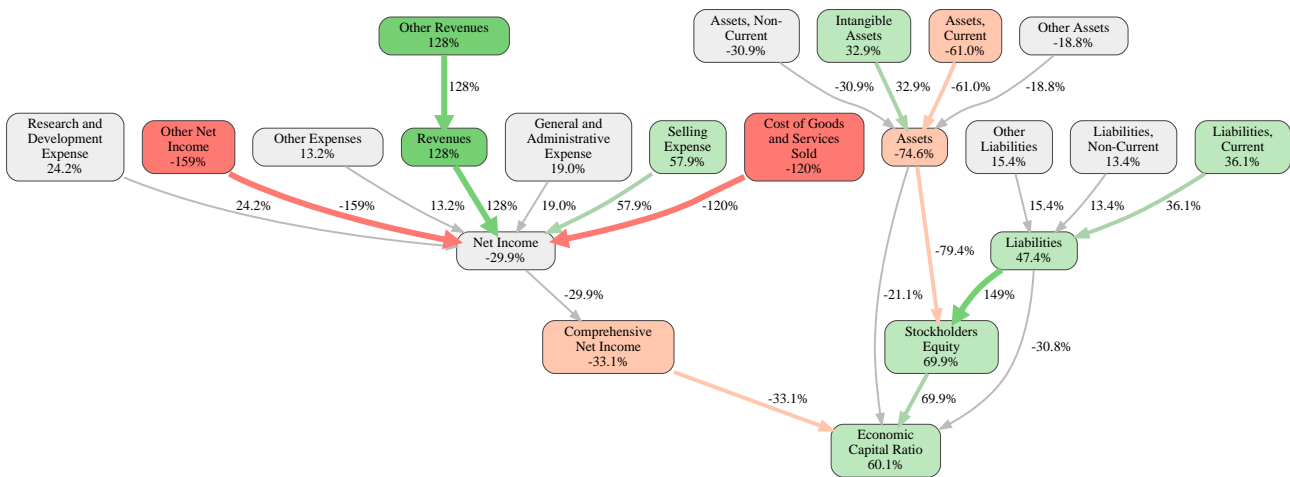 Other Revenues
128%
Assets, Non-
Current
-30.9%
Intangible
Assets
32.9%
Assets,
Current
-61.0%
Other Assets
-18.8%
128%
-30.9%
32.9%
-61.0%
-18.8%
Research and
Development
Expense
24.2%
Other Net
Income
-159%
Other Expenses
13.2%
Revenues
128%
General and
Administrative
Expense
19.0%
Selling
Expense
57.9%
Cost of Goods
and Services
Sold
-120%
Assets
-74.6%
Other
Liabilities
15.4%
Liabilities,
Non-Current
13.4%
Liabilities,
Current
36.1%
24.2%
-159%
13.2%
128%
19.0%
57.9%
-120%
15.4%
13.4%
36.1%
Net Income
-29.9%
Liabilities
47.4%
-79.4%
-29.9%
-21.1%
149%
Comprehensive
Net Income
-33.1%
Stockholders
Equity
69.9%
-30.8%
-33.1%
69.9%
Economic
Capital Ratio
60.1%